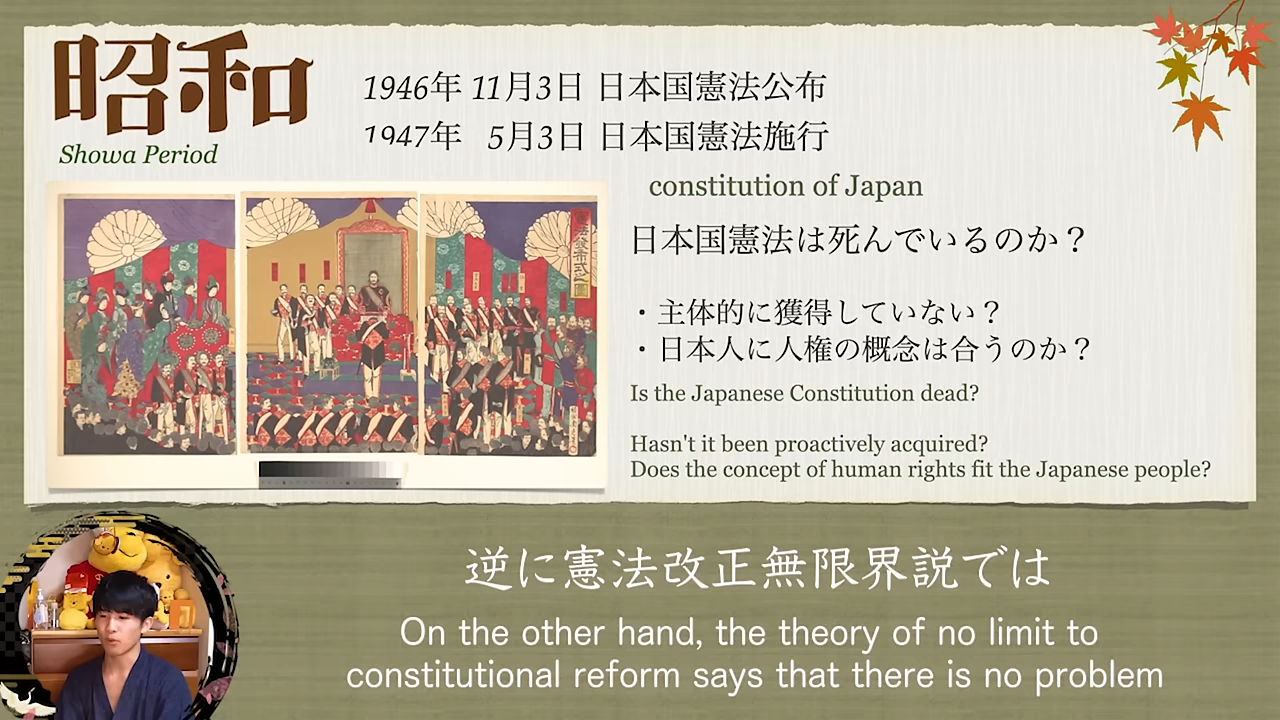 昭和
Showa Period
1946年 11月3日 日本国憲法公布
1947年 5月3日 日本国憲法施行
constitution of Japan
日本国憲法は死んでいるのか？
・主体的に獲得していない？
・日本人に人権の概念は合うのか？
Is the Japanese Constitution dead?
Hasn't it been proactively acquired?
Does the concept of human rights fit the Japanese people?
逆に憲法改正無限界説では
On the other hand, the theory of no limit to
constitutional reform says that there is no problem